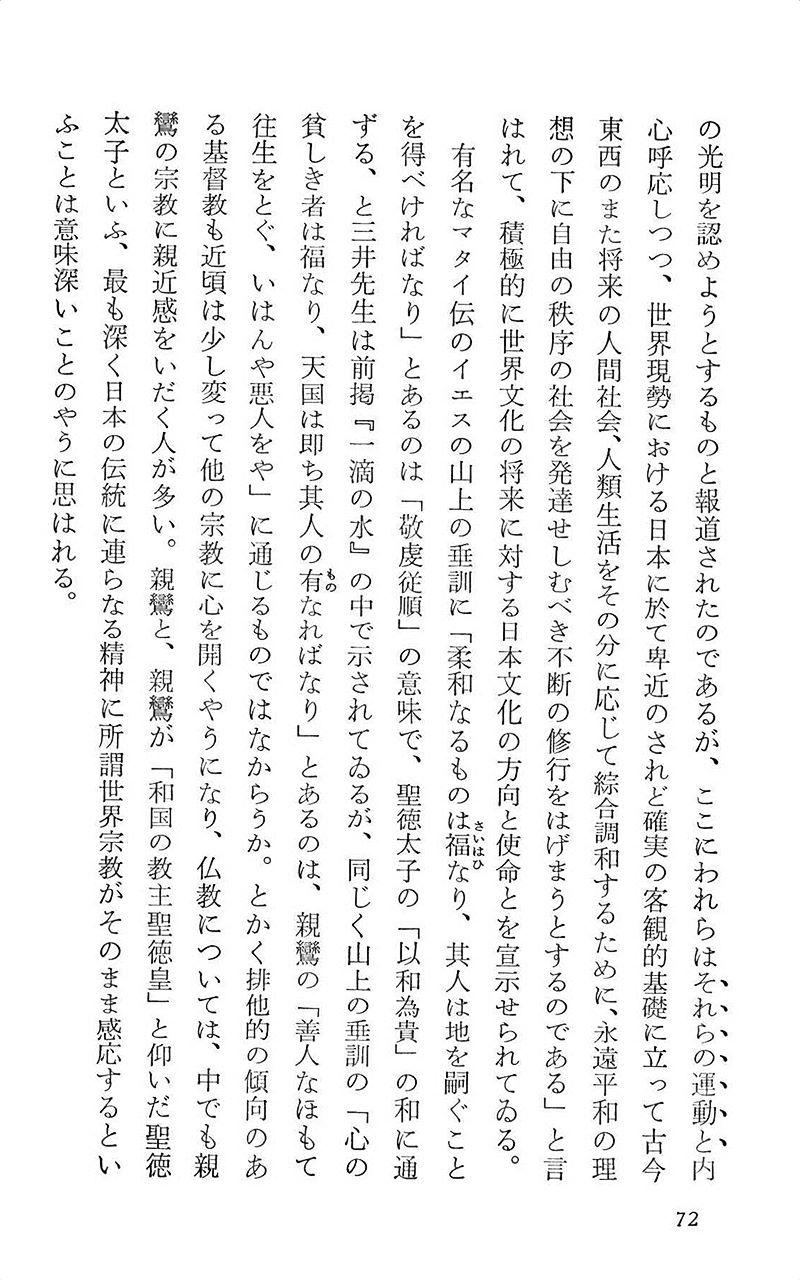 の光明を認めようとするものと報道されたのであるが、ここにわれらはそれらの運動と内
心呼応しつつ、世界現勢における日本に於て卑近のされど確実の客観的基礎に立って古今
東西のまた将来の人間社会、人類生活をその分に応じて綜合調和するために、永遠平和の理
想の下に自由の秩序の社会を発達せしむべき不断の修行をはげまうとするのである」と言
はれて、積極的に世界文化の将来に対する日本文化の方向と使命とを宣示せられてゐる。
有名なマタイ伝のイエスの山上の垂訓に「柔和なるものは福なり、其人は地を嗣ぐこと
さいはひ
を得べければなり」とあるのは「敬虔従順」の意味で、聖徳太子の「以和為貴」の和に通
ずる、と三井先生は前掲『一滴の水』の中で示されてゐるが、同じく山上の垂訓の「心の
貧しき者は福なり、天国は即ち其人の有なればなり」とあるのは、親鸞の「善人なほもて
もの
往生をとぐ、いはんや悪人をや」に通じるものではなからうか。とかく排他的の傾向のあ
る基督教も近頃は少し変って他の宗教に心を開くやうになり、仏教については、中でも親
鸞の宗教に親近感をいだく人が多い。親鸞と、親鸞が「和国の教主聖徳皇」と仰いだ聖徳
太子といふ、最も深く日本の伝統に連らなる精神に所謂世界宗教がそのまま感応するとい
ふことは意味深いことのやうに思はれる。
72